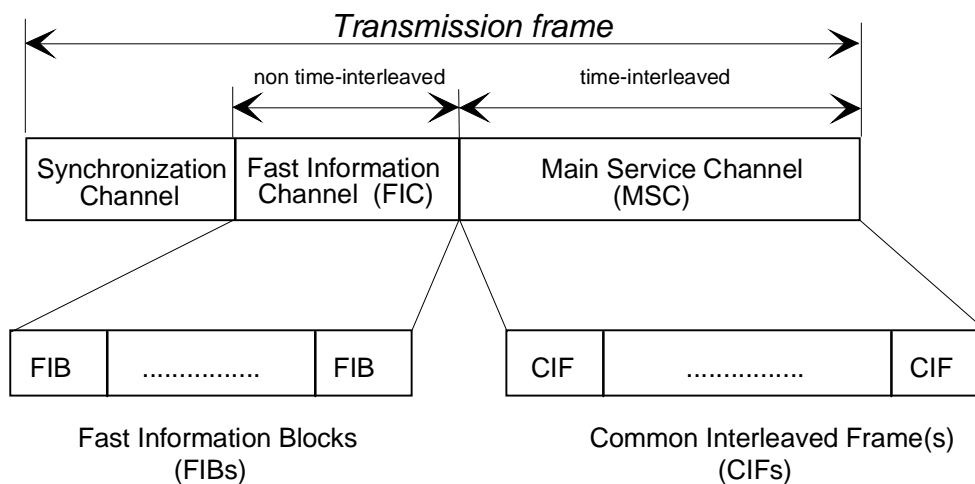 Transmission frame
non time-interleaved
time-interleaved
Synchronization
Channel
Fast Information
Channel (FIC)
Main Service Channel
(MSC)
FIB
................
FIB
CIF
................
CIF
Fast Information Blocks
(FIBs)
Common Interleaved Frame(s)
(CIFs)